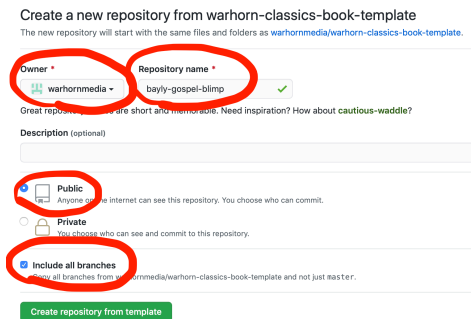 Create a new repository from warhorn-classics-book-template
The new repository will start with the same files and folders as warhornmedia/warhorn-classics-book-template.
Owner * Repository name *
warhornmedia bayly-gospel-blimp
Great are short and memorable. Need inspiration? How about cautious-waddle?
Description (optional)
Public
Anyone on the internet can see this repository. You choose who can commit.
Private
You choose who can see and commit to this repository.
Include all branches
Copy all branches from warhornmedia/warhorn-classics-book-template and not just master.
Create repository from template